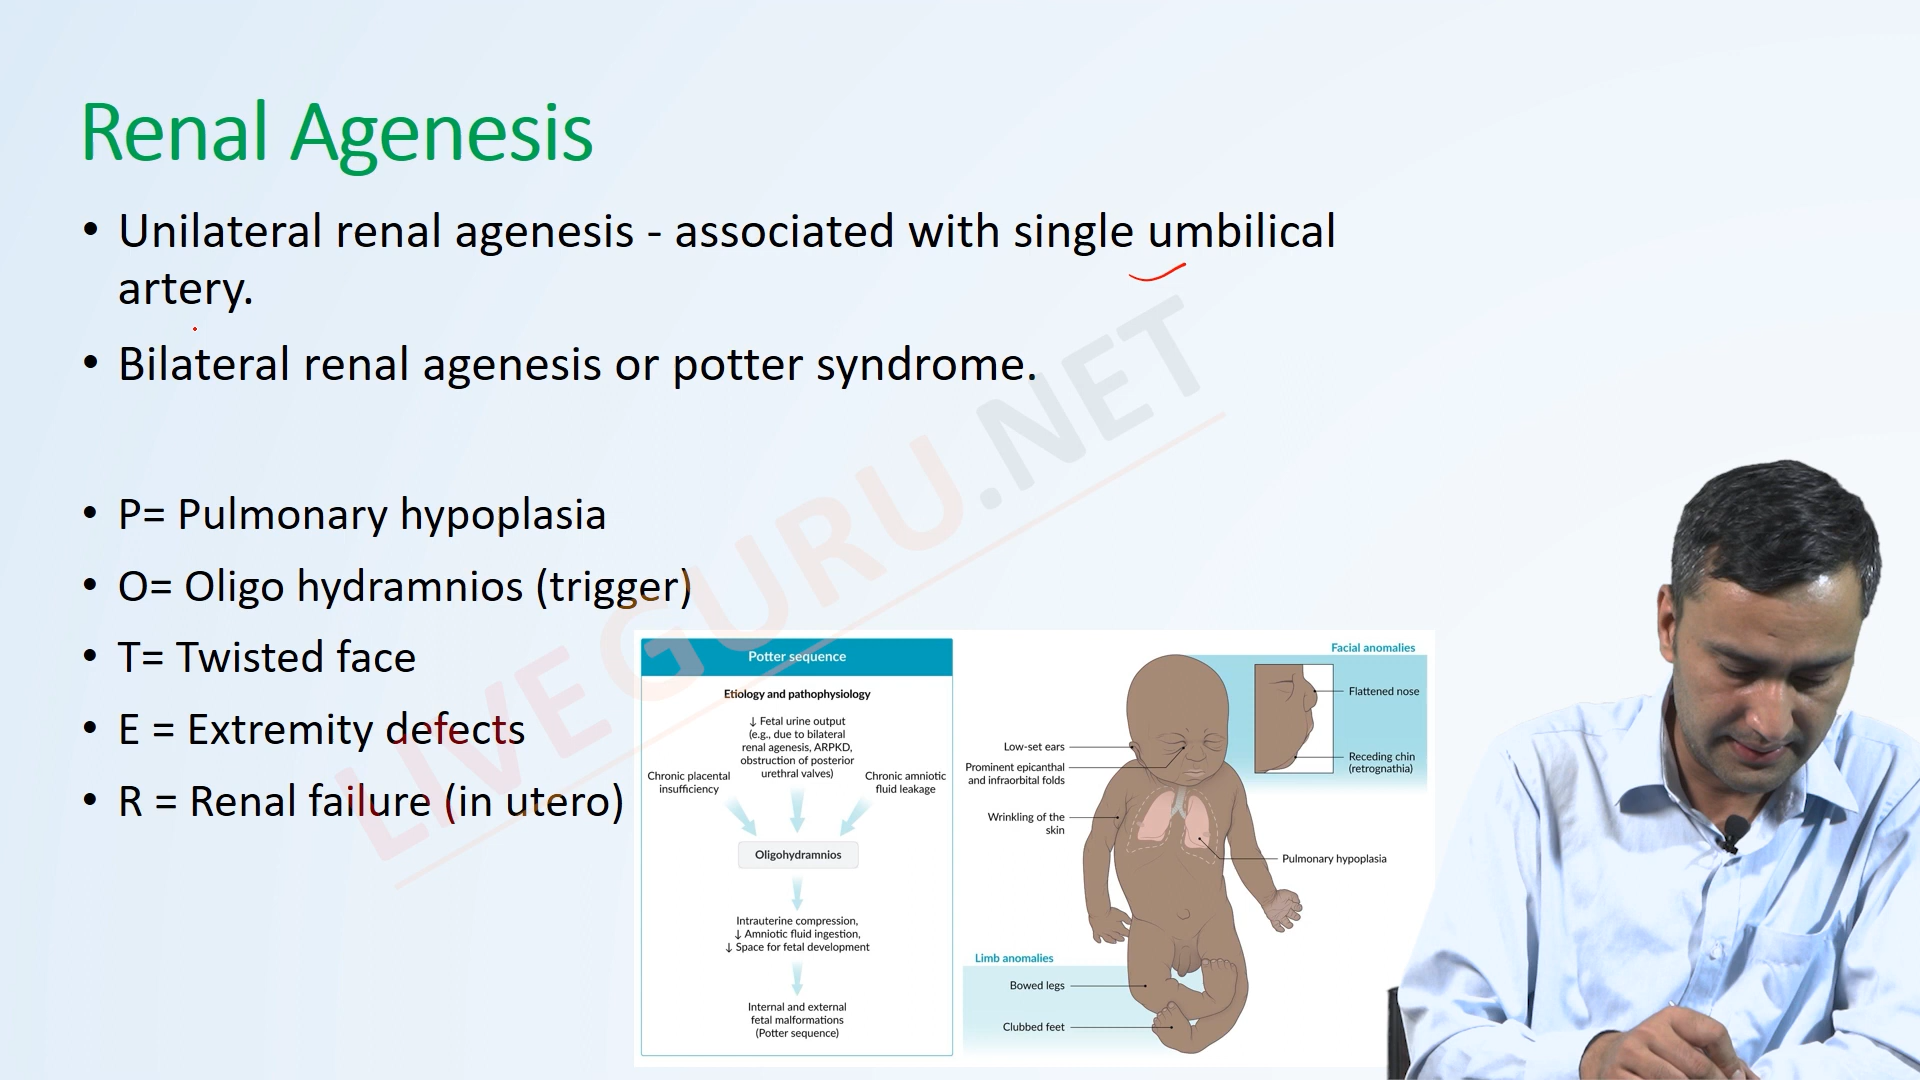 Renal Agenesis
• Unilateral renal agenesis - associated with single umbilical
artery.
• Bilateral renal agenesis or potter syndrome.
• P= Pulmonary hypoplasia
• O= Oligo hydramnios (trigger)
• T= Twisted face
• E = Extremity defects
• R = Renal failure (in utero)
LIVEGURU.NET
Potter sequence
Etiology and pathophysiology
↓ Fetal urine output
(e.g., due to bilateral
renal agenesis, ARPKD,
obstruction of posterior
urethral valves)
Chronic placental
insufficiency
Chronic amniotic
fluid leakage
Oligohydramnios
Intrauterine compression,
↓ Amniotic fluid ingestion,
↓ Space for fetal development
Internal and external
fetal malformations
(Potter sequence)
Facial anomalies
Flattened nose
Receding chin
(retrognathia)
Low-set ears
Prominent epicanthal
and infraorbital folds
Wrinkling of the
skin
Pulmonary hypoplasia
Limb anomalies
Bowed legs
Clubbed feet